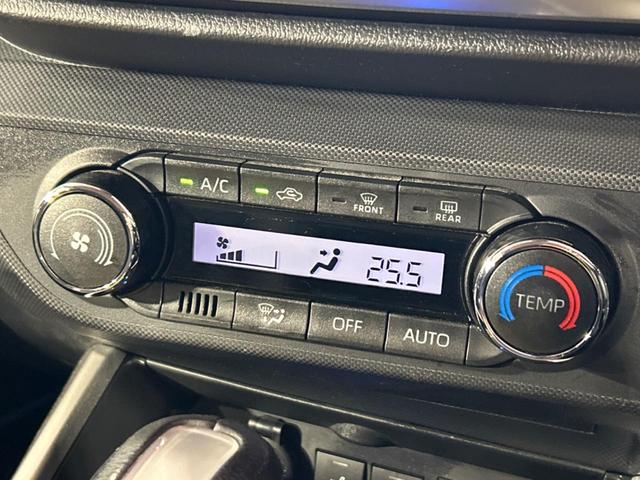 A/C
FRONT
REAR
25.5
TEMP
OFF
AUTO